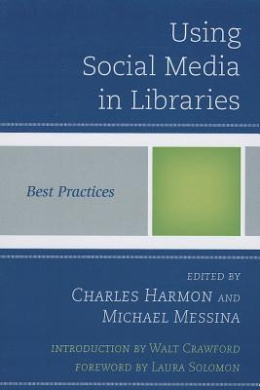 Using
Social Media
in Libraries
Best Practices
EDITED BY
CHARLES HARMON AND
MICHAEL MESSINA
INTRODUCTION BY WALT CRAWFORD
FOREWORD BY LAURA SOLOMON